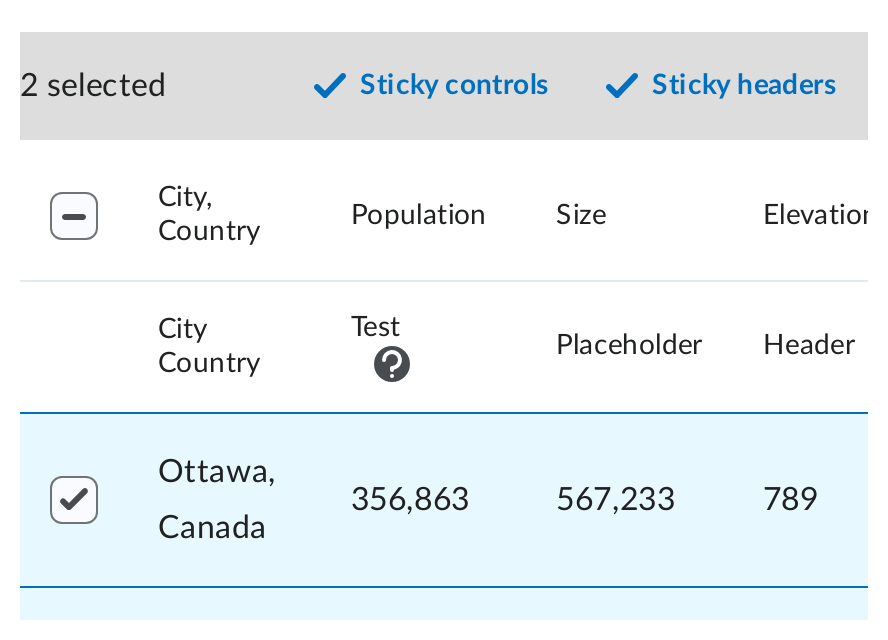 2 selected Sticky controls Sticky headers
City,
Country Population Size Elevation
City
Country Test Placeholder Header
Ottawa,
Canada 356,863 567,233 789